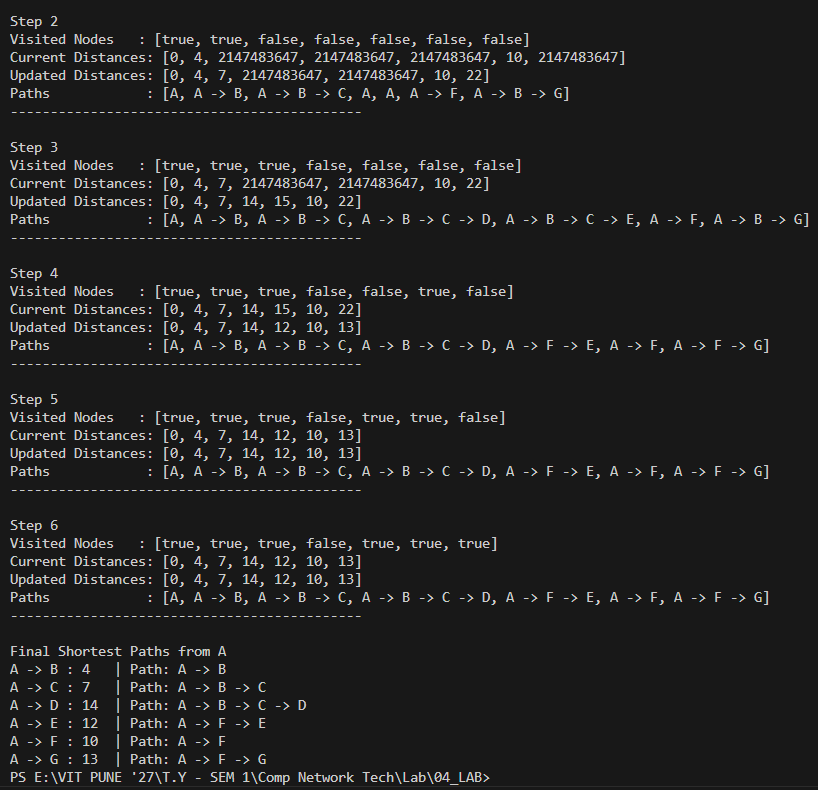 Step 2
Visited Nodes   : [true, true, false, false, false, false, false]
Current Distances: [0, 4, 2147483647, 2147483647, 2147483647, 10, 2147483647]
Updated Distances: [0, 4, 7, 2147483647, 2147483647, 10, 22]
Paths            : [A, A -> B, A -> B -> C, A, A, A -> F, A -> B -> G]
--------------------------------------------
Step 3
Visited Nodes   : [true, true, true, false, false, false, false]
Current Distances: [0, 4, 7, 2147483647, 2147483647, 10, 22]
Updated Distances: [0, 4, 7, 14, 15, 10, 22]
Paths            : [A, A -> B, A -> B -> C, A -> B -> C -> D, A -> B -> C -> E, A -> F, A -> B -> G]
--------------------------------------------
Step 4
Visited Nodes   : [true, true, true, false, false, true, false]
Current Distances: [0, 4, 7, 14, 15, 10, 22]
Updated Distances: [0, 4, 7, 14, 12, 10, 13]
Paths            : [A, A -> B, A -> B -> C, A -> B -> C -> D, A -> F -> E, A -> F, A -> F -> G]
--------------------------------------------
Step 5
Visited Nodes   : [true, true, true, false, true, true, false]
Current Distances: [0, 4, 7, 14, 12, 10, 13]
Updated Distances: [0, 4, 7, 14, 12, 10, 13]
Paths            : [A, A -> B, A -> B -> C, A -> B -> C -> D, A -> F -> E, A -> F, A -> F -> G]
--------------------------------------------
Step 6
Visited Nodes   : [true, true, true, false, true, true, true]
Current Distances: [0, 4, 7, 14, 12, 10, 13]
Updated Distances: [0, 4, 7, 14, 12, 10, 13]
Paths            : [A, A -> B, A -> B -> C, A -> B -> C -> D, A -> F -> E, A -> F, A -> F -> G]
--------------------------------------------
Final Shortest Paths from A
A -> B : 4   | Path: A -> B
A -> C : 7   | Path: A -> B -> C
A -> D : 14  | Path: A -> B -> C -> D
A -> E : 12  | Path: A -> F -> E
A -> F : 10  | Path: A -> F
A -> G : 13  | Path: A -> F -> G
PS E:\VIT PUNE '27\T.Y - SEM 1\Comp Network Tech\Lab\04_LAB>